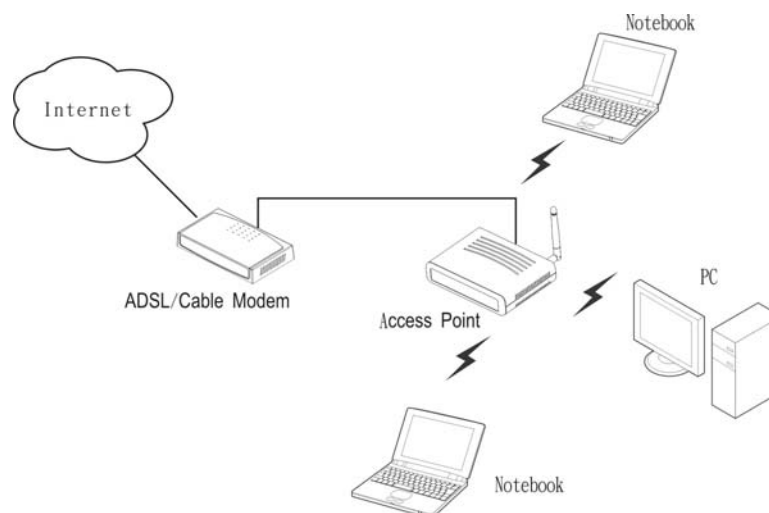 Notebook
Internet
PC
ADSL/Cable Modem
Access Point
Notebook